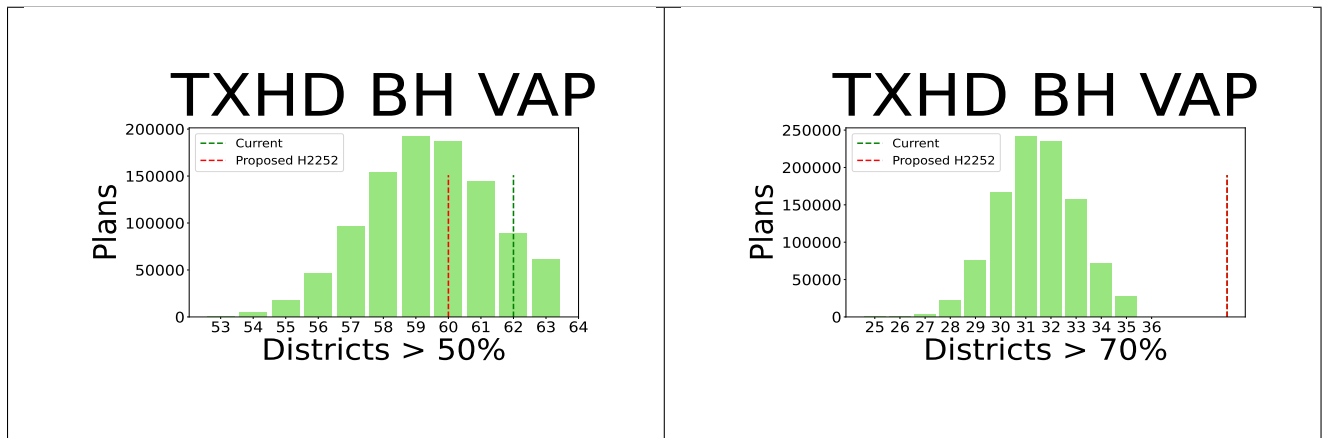 TXHD BH VAP
200000
150000
100000
50000
0
Plans
Current
Proposed H2252
53 54 55 56 57 58 59 60 61 62 63 64
Districts > 50%
TXHD BH VAP
250000
200000
150000
100000
50000
0
Plans
Current
Proposed H2252
25 26 27 28 29 30 31 32 33 34 35 36
Districts > 70%